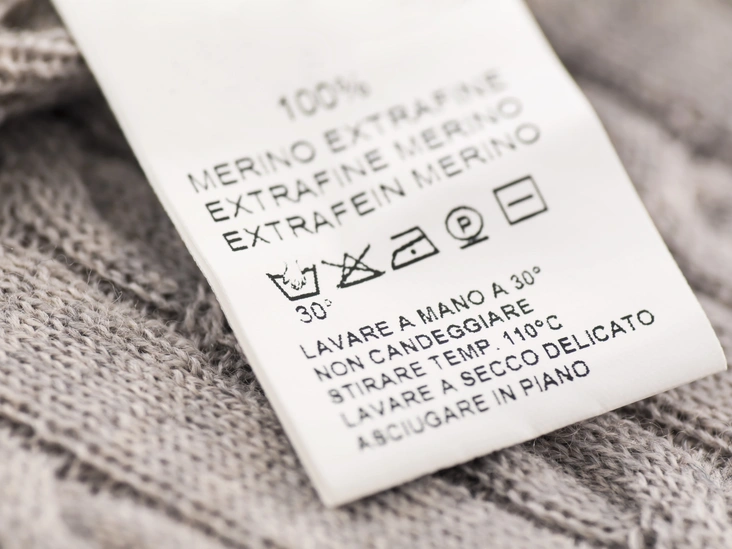 100%
MERINO EXTRAFINE
EXTRAFINE MERINO
EXTRAFEIN MERINO
P
30°
LAVARE A MANO A 30°
NON CANDEGGIARE
STIRARE TEMP. 110°C
LAVARE A SECCO DELICATO
ASCIUGARE IN PIANO